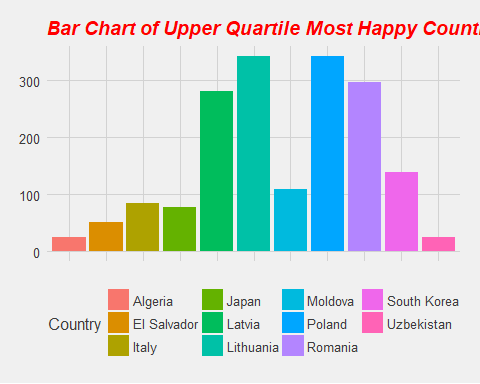 Bar Chart of Upper Quartile Most Happy
300
200
100
0
Country
Algeria
El Salvador
Italy
Japan
Latvia
Lithuania
Moldova
Poland
Romania
South Korea
Uzbekistan